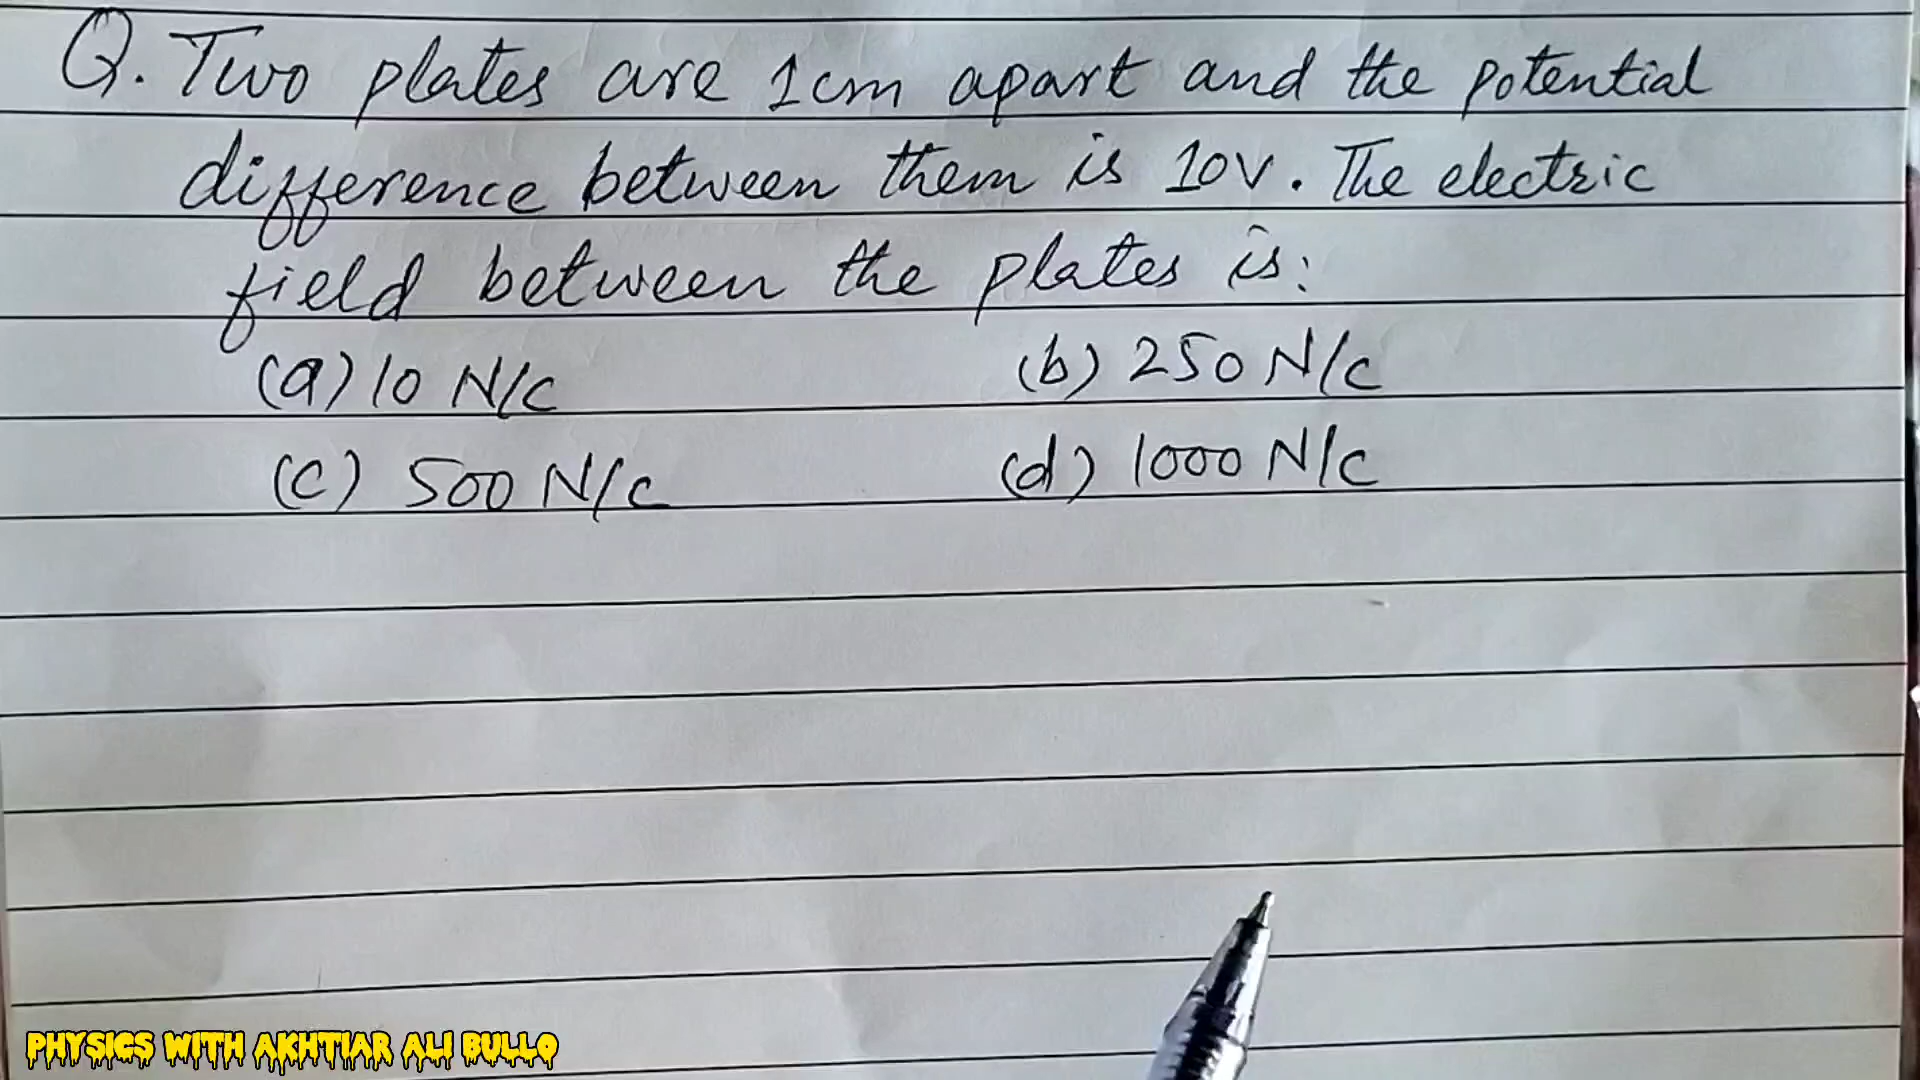 Q. Two plates are 1cm apart and the potential
difference between them is 10V. The electric
field between the plates is:
(a) 10 N/C (b) 250 N/C
(c) 500 N/C (d) 1000 N/C
PHYSICS WITH AKHTIAR ALI BULLO